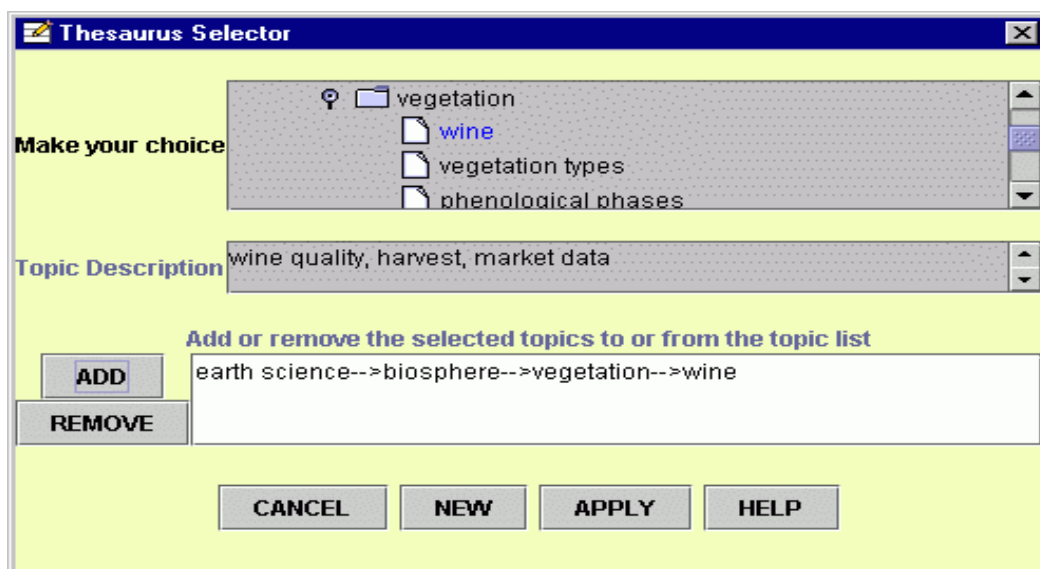 Thesaurus Selector
vegetation
Make your choice
wine
vegetation types
phenological phases
Topic Description
wine quality, harvest, market data
Add or remove the selected topics to or from the topic list
ADD
earth science-->biosphere-->vegetation-->wine
REMOVE
CANCEL NEW APPLY HELP